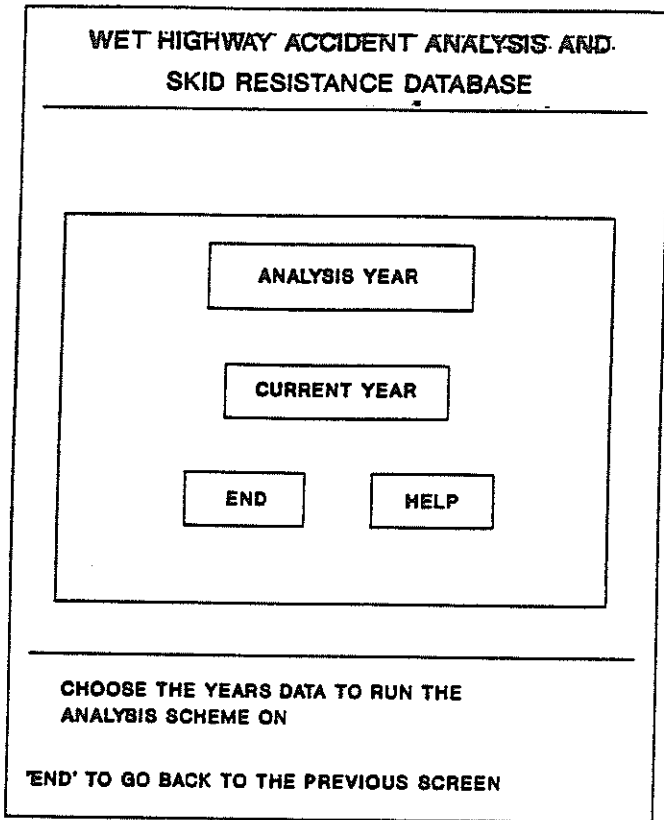 WET HIGHWAY ACCIDENT ANALYSIS AND
SKID RESISTANCE DATABASE
ANALYSIS YEAR
CURRENT YEAR
END HELP
CHOOSE THE YEARS DATA TO RUN THE
ANALYSIS SCHEME ON
'END' TO GO BACK TO THE PREVIOUS SCREEN